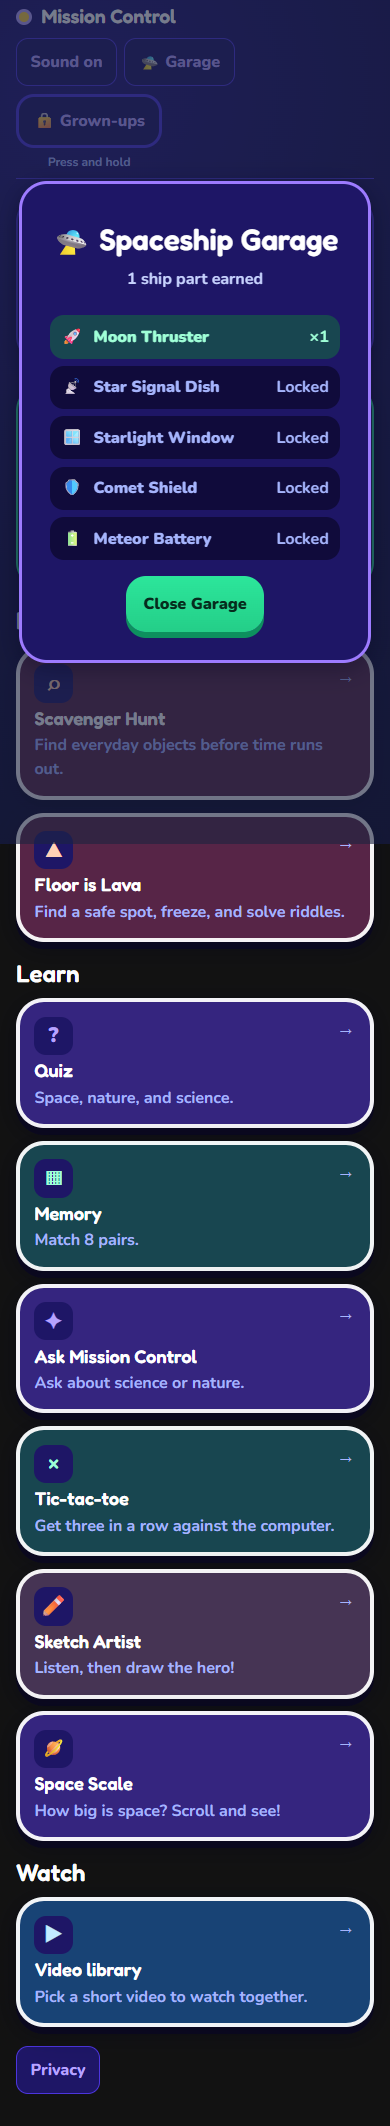 Mission Control
Sound on
Garage
Grown-ups
Press and hold
Spaceship Garage
1 ship part earned
Moon Thruster ×1
Star Signal Dish Locked
Starlight Window Locked
Comet Shield Locked
Meteor Battery Locked
Close Garage
Scavenger Hunt →
Find everyday objects before time runs
out.
→
Floor is Lava
Find a safe spot, freeze, and solve riddles.
Learn
? →
Quiz
Space, nature, and science.
→
Memory
Match 8 pairs.
→
Ask Mission Control
Ask about science or nature.
→
Tic-tac-toe
Get three in a row against the computer.
→
Sketch Artist
Listen, then draw the hero!
→
Space Scale
How big is space? Scroll and see!
Watch
→
Video library
Pick a short video to watch together.
Privacy